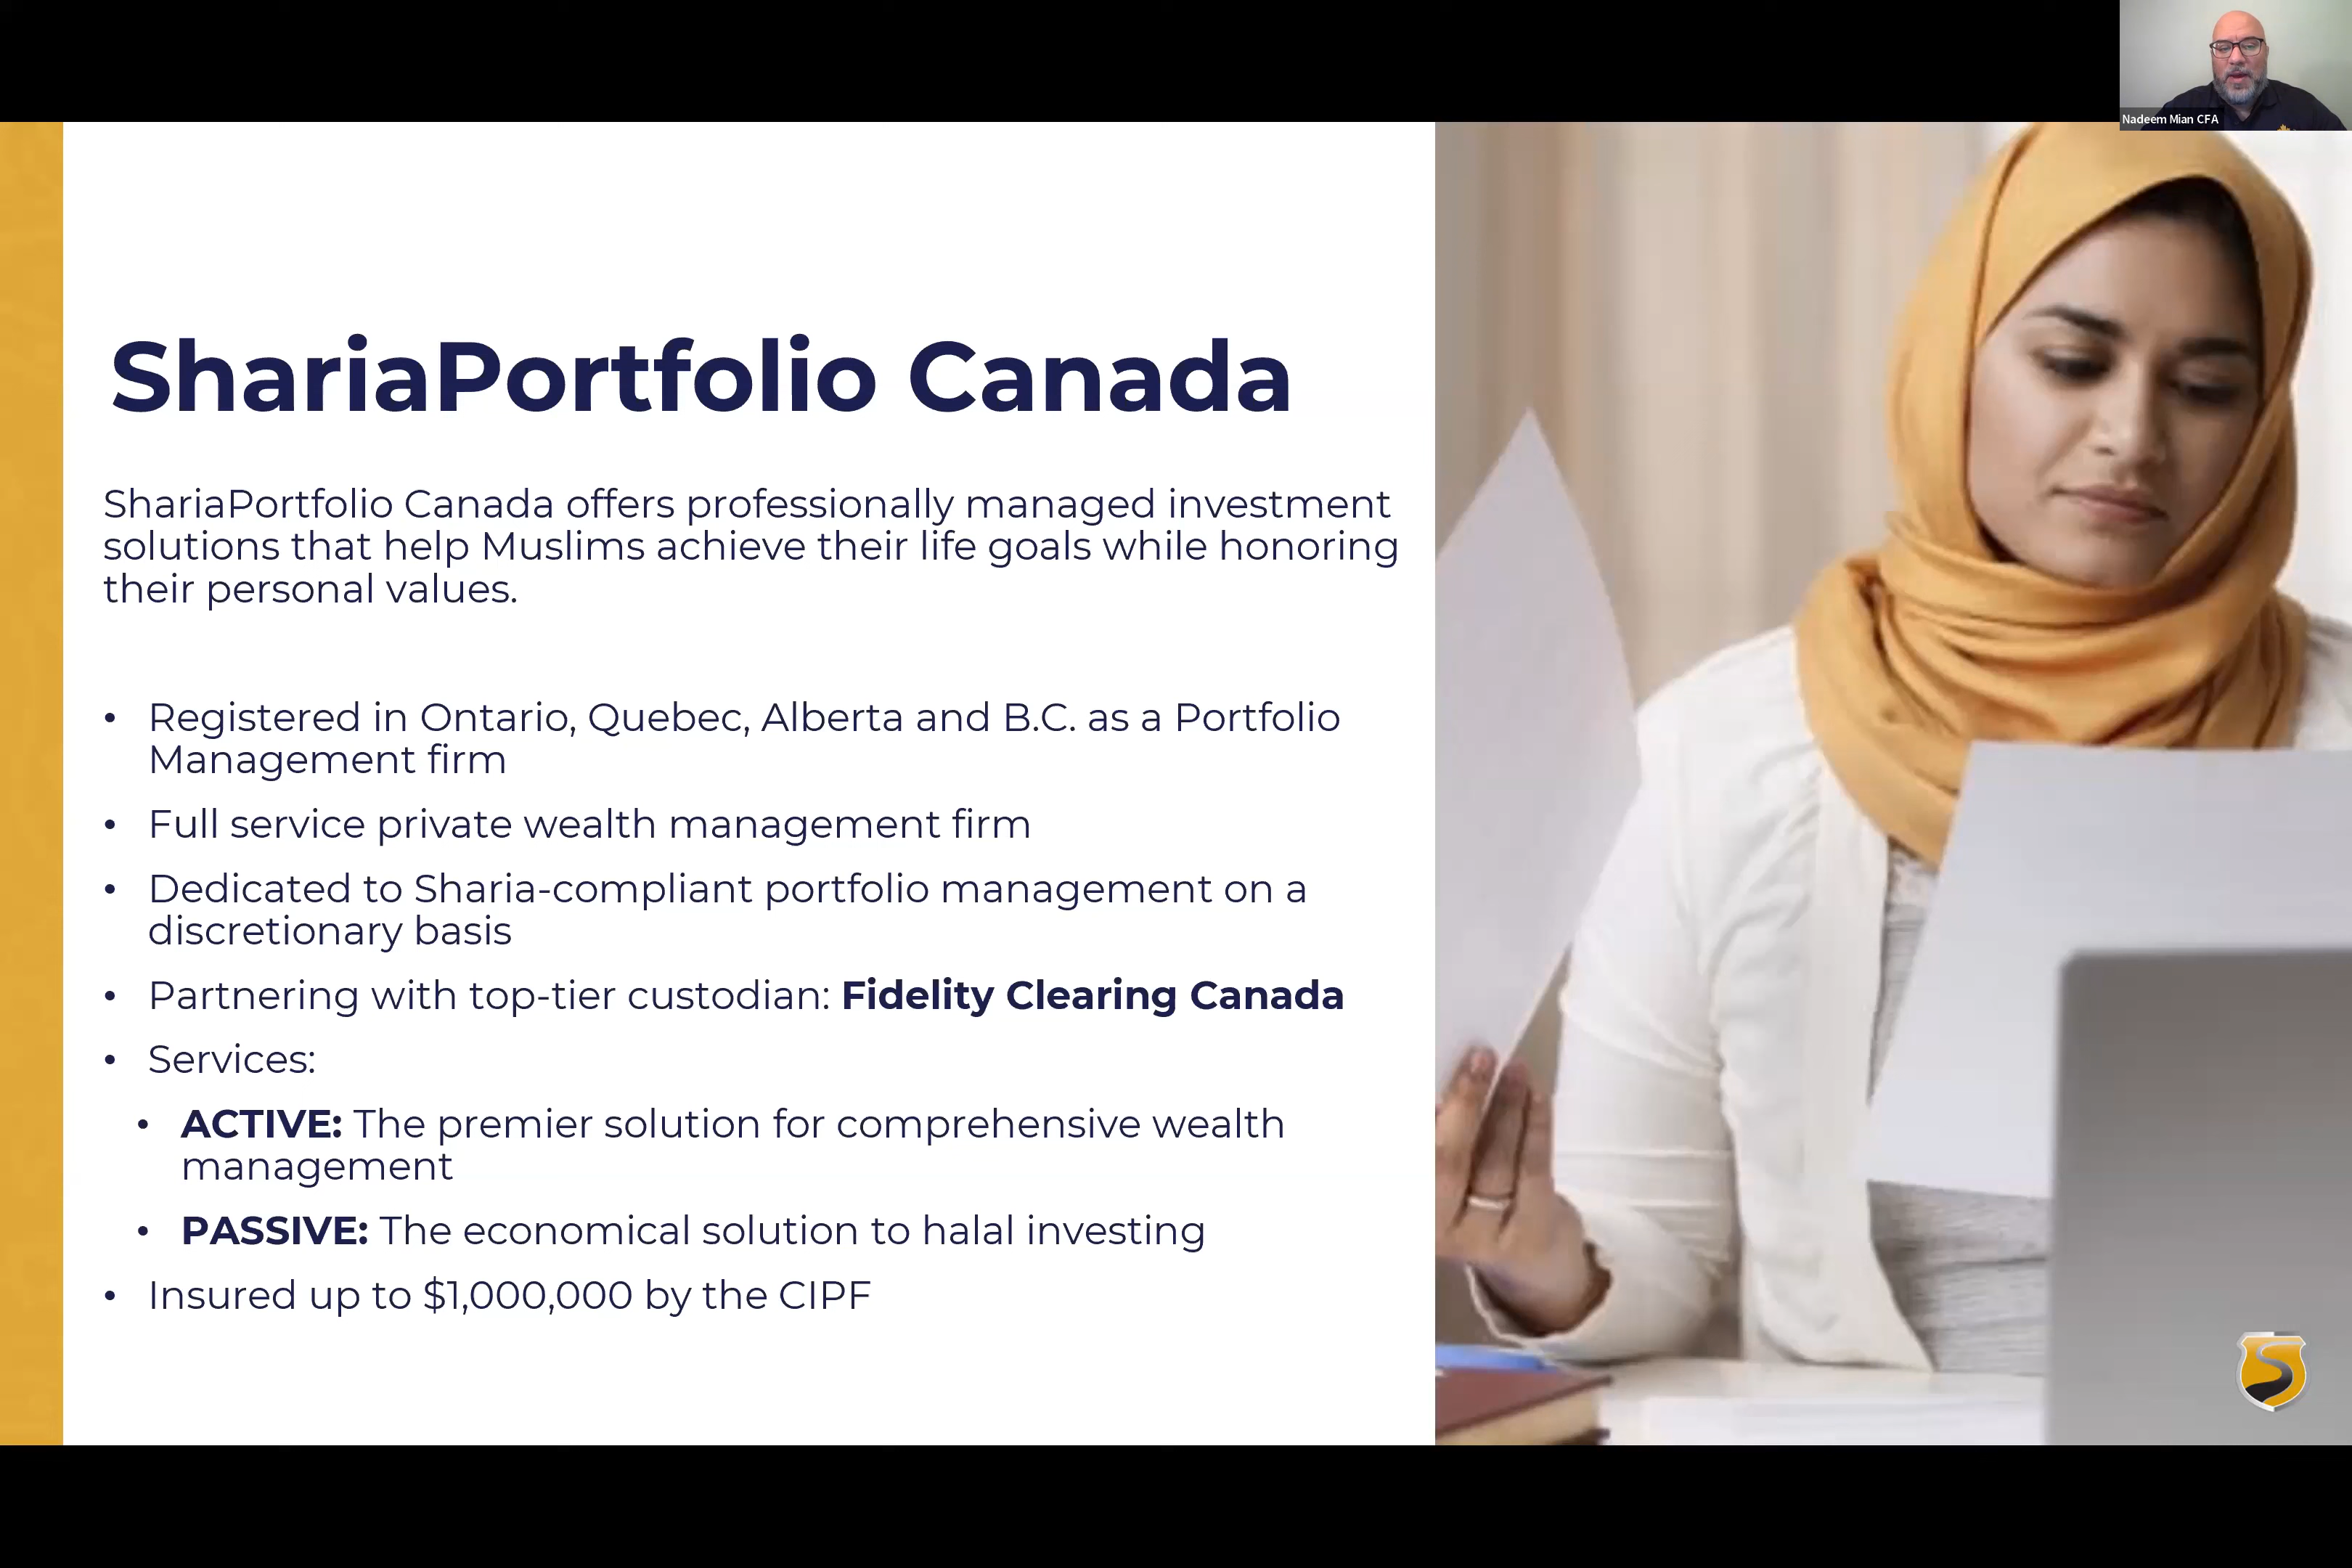 Nadeem Mian CFA
ShariaPortfolio Canada
ShariaPortfolio Canada offers professionally managed investment
solutions that help Muslims achieve their life goals while honoring
their personal values.
• Registered in Ontario, Quebec, Alberta and B.C. as a Portfolio
Management firm
• Full service private wealth management firm
• Dedicated to Sharia-compliant portfolio management on a
discretionary basis
• Partnering with top-tier custodian: Fidelity Clearing Canada
• Services:
• ACTIVE: The premier solution for comprehensive wealth
management
• PASSIVE: The economical solution to halal investing
• Insured up to $1,000,000 by the CIPF